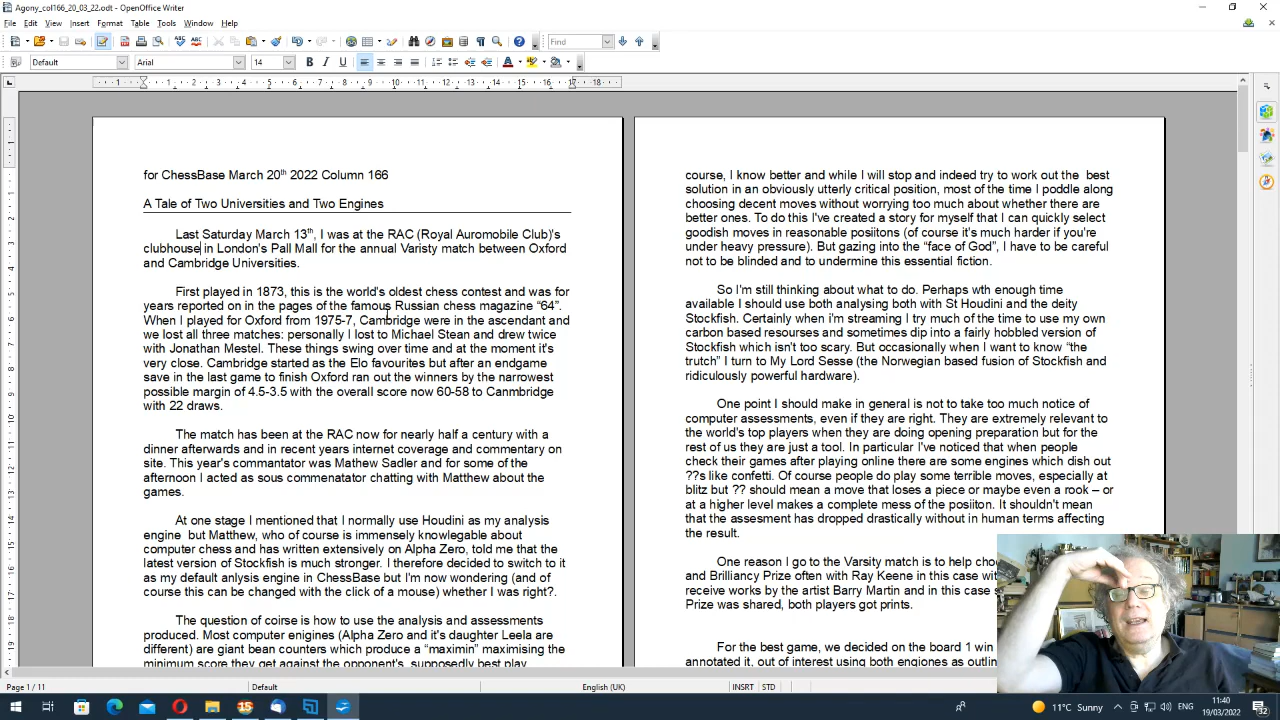 Agony_col166_20_03_22.odt - OpenOffice Writer
File Edit View Insert Format Table Tools Window Help
Find
Default Arial 14
for ChessBase March 20th 2022 Column 166
A Tale of Two Universities and Two Engines
Last Saturday March 13th, I was at the RAC (Royal Auromobile Club)'s
clubhouse in London's Pall Mall for the annual Varisty match between Oxford
and Cambridge Universities.
First played in 1873, this is the world's oldest chess contest and was for
years reported on in the pages of the famous Russian chess magazine “64”.
When I played for Oxford from 1975-7, Cambridge were in the ascendant and
we lost all three matches: personally I lost to Michael Stean and drew twice
with Jonathan Mestel. These things swing over time and at the moment it's
very close. Cambridge started as the Elo favourites but after an endgame
save in the last game to finish Oxford ran out the winners by the narrowest
possible margin of 4.5-3.5 with the overall score now 60-58 to Canmbridge
with 22 draws.
The match has been at the RAC now for nearly half a century with a
dinner afterwards and in recent years internet coverage and commentary on
site. This year's commantator was Mathew Sadler and for some of the
afternoon I acted as sous commenatator chatting with Matthew about the
games.
At one stage I mentioned that I normally use Houdini as my analysis
engine but Matthew, who of course is immensely knowlegable about
computer chess and has written extensively on Alpha Zero, told me that the
latest version of Stockfish is much stronger. I therefore decided to switch to it
as my default anlysis engine in ChessBase but I'm now wondering (and of
course this can be changed with the click of a mouse) whether I was right?.
The question of coirse is how to use the analysis and assessments
produced. Most computer enigines (Alpha Zero and it's daughter Leela are
different) are giant bean counters which produce a “maximin” maximising the
minimum score they get against the opponent's supposedly best play
course, I know better and while I will stop and indeed try to work out the best
solution in an obviously utterly critical position, most of the time I poddle along
choosing decent moves without worrying too much about whether there are
better ones. To do this I've created a story for myself that I can quickly select
goodish moves in reasonable posiitons (of course it's much harder if you're
under heavy pressure). But gazing into the “face of God”, I have to be careful
not to be blinded and to undermine this essential fiction.
So I'm still thinking about what to do. Perhaps wth enough time
available I should use both analysing both with St Houdini and the deity
Stockfish. Certainly when i'm streaming I try much of the time to use my own
carbon based resourses and sometimes dip into a fairly hobbled version of
Stockfish which isn't too scary. But occasionally when I want to know “the
trutch” I turn to My Lord Sesse (the Norwegian based fusion of Stockfish and
ridiculously powerful hardware).
One point I should make in general is not to take too much notice of
computer assessments, even if they are right. They are extremely relevant to
the world's top players when they are doing opening preparation but for the
rest of us they are just a tool. In particular I've noticed that when people
check their games after playing online there are some engines which dish out
??s like confetti. Of course people do play some terrible moves, especially at
blitz but ?? should mean a move that loses a piece or maybe even a rook – or
at a higher level makes a complete mess of the posiiton. It shouldn't mean
that the assesment has dropped drastically without in human terms affecting
the result.
One reason I go to the Varsity match is to help choo
and Brilliancy Prize often with Ray Keene in this case wit
receive works by the artist Barry Martin and in this case s
Prize was shared, both players got prints.
For the best game, we decided on the board 1 win
annotated it, out of interest using both engiones as outlin
Page 1 / 11 Default English (UK) INSRT STD
11°C Sunny ENG 11:40
19/03/2022